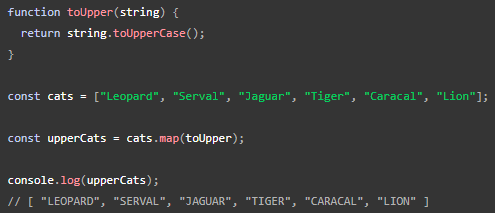 function toUpper(string) {
  return string.toUpperCase();
}
const cats = ["Leopard", "Serval", "Jaguar", "Tiger", "Caracal", "Lion"];
const upperCats = cats.map(toUpper);
console.log(upperCats);
// [ "LEOPARD", "SERVAL", "JAGUAR", "TIGER", "CARACAL", "LION" ]